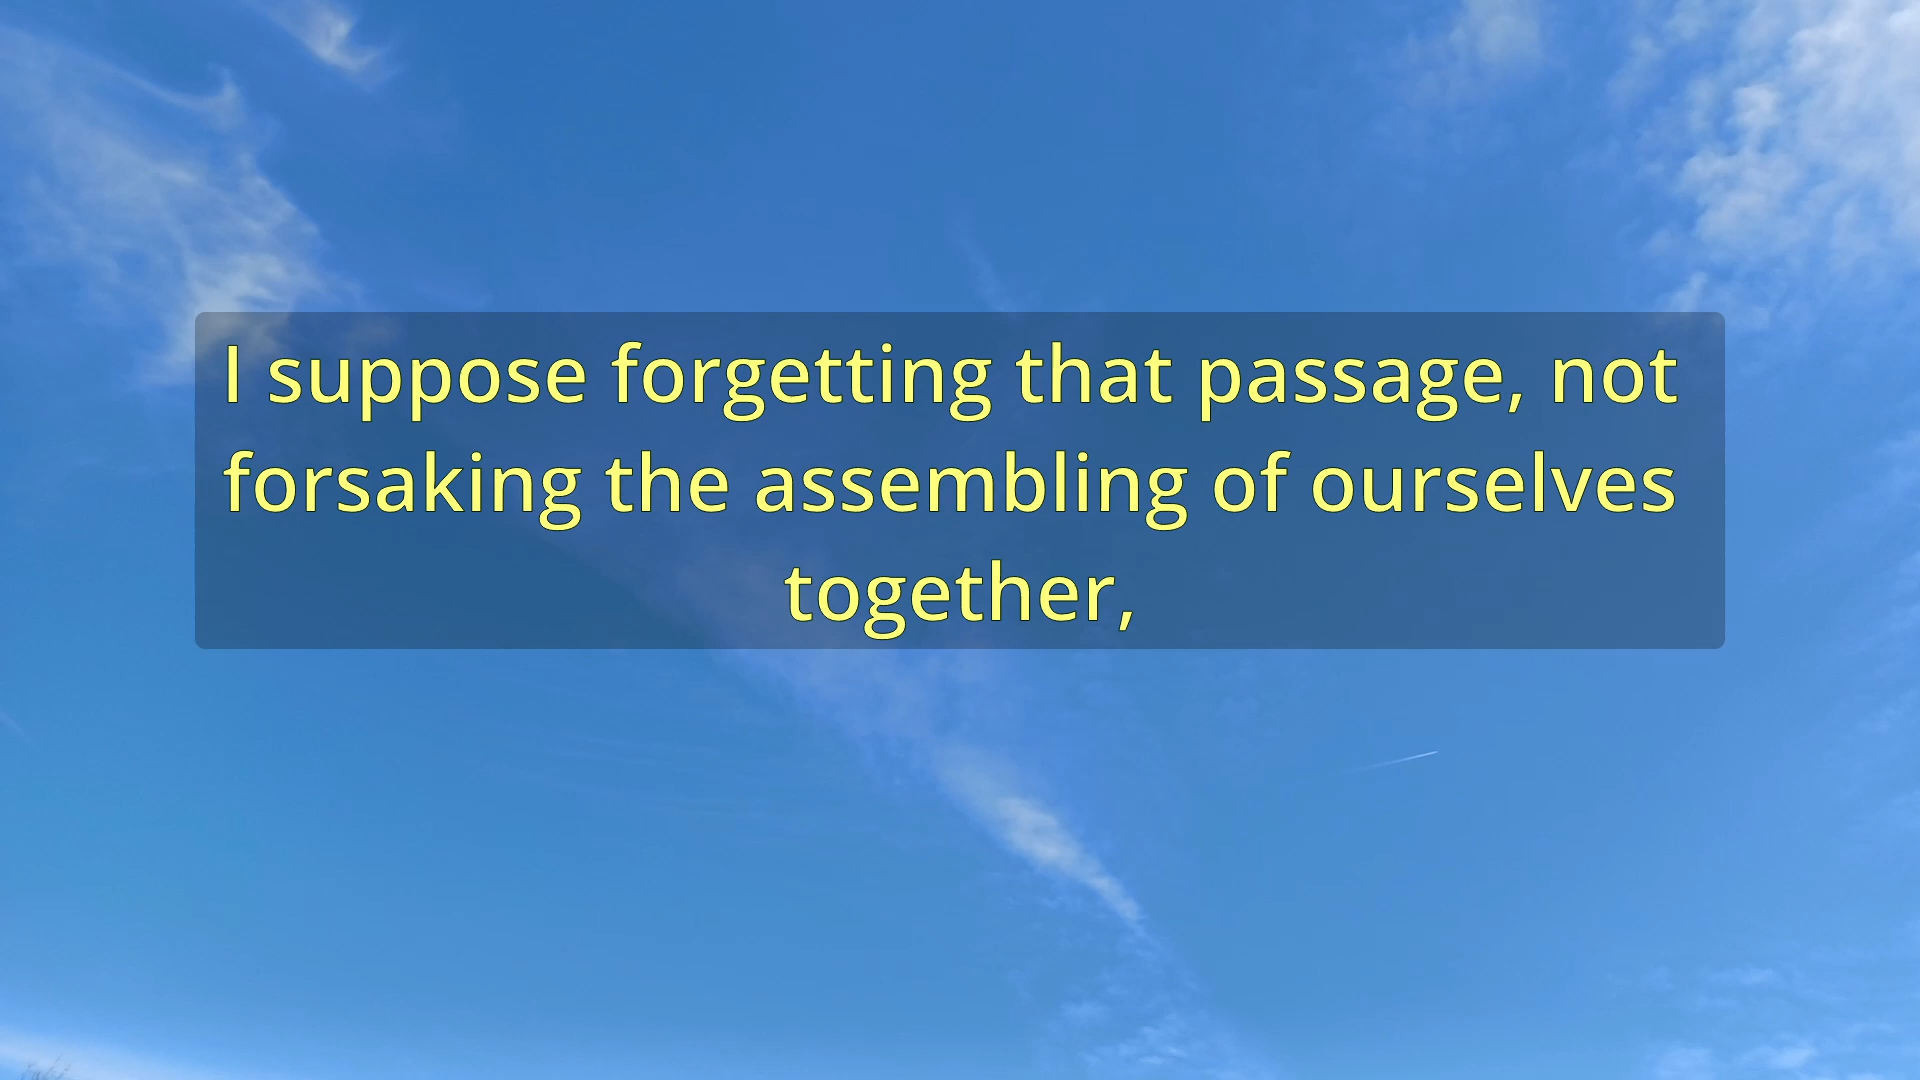 I suppose forgetting that passage, not
forsaking the assembling of ourselves
together,